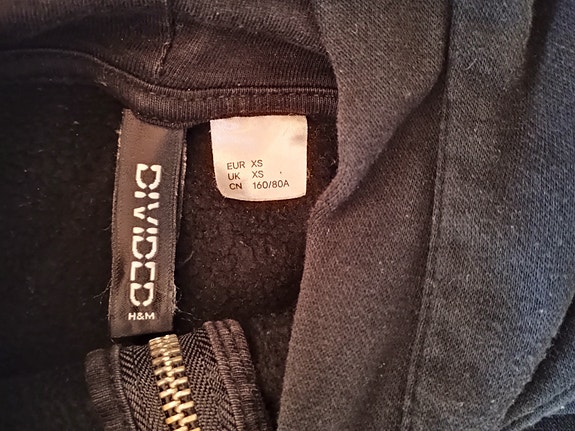 DIVIDED
H&M
EUR XS
UK XS
CN 160/80A